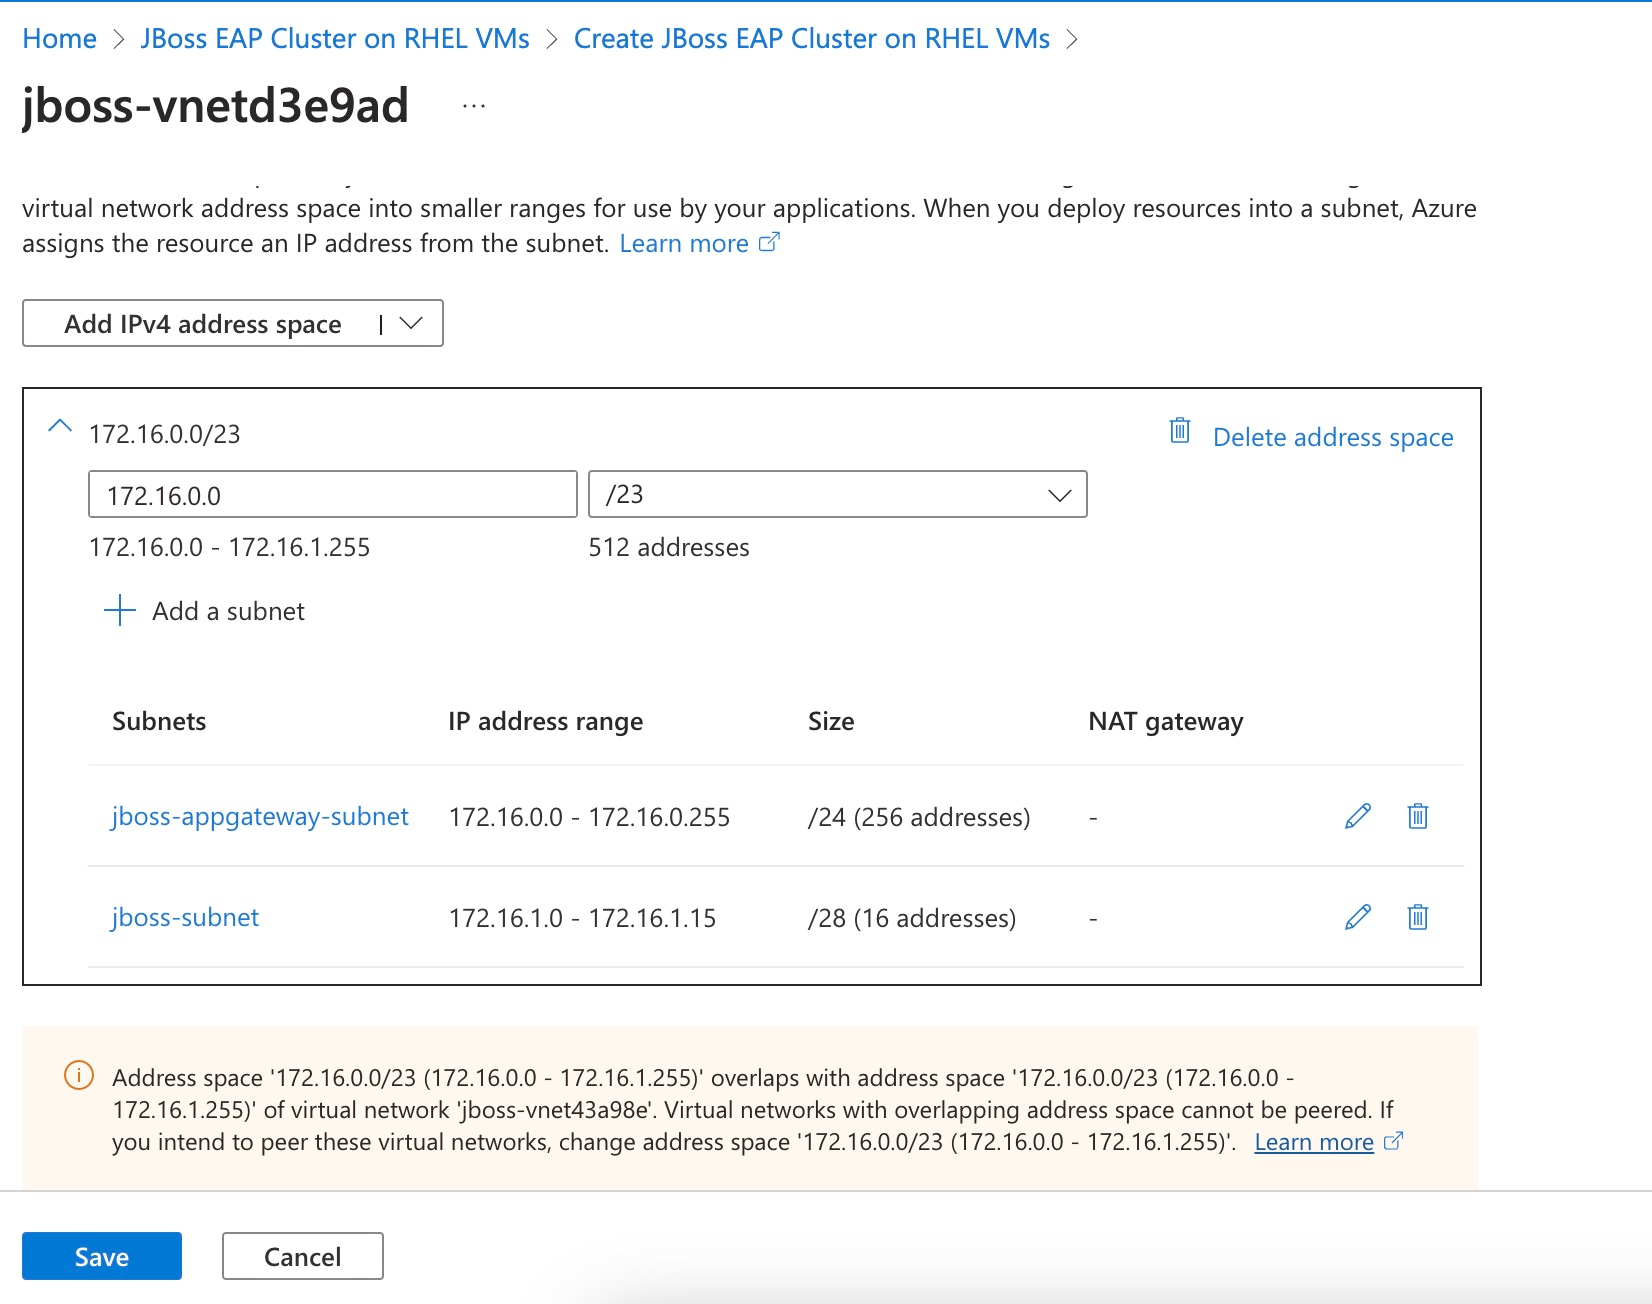 Home > JBoss EAP Cluster on RHEL VMs > Create JBoss EAP Cluster on RHEL VMs >
jboss-vnetd3e9ad ...
virtual network address space into smaller ranges for use by your applications. When you deploy resources into a subnet, Azure
assigns the resource an IP address from the subnet. Learn more
Add IPv4 address space |
172.16.0.0/23 Delete address space
172.16.0.0 /23
172.16.0.0 - 172.16.1.255 512 addresses
+ Add a subnet
Subnets IP address range Size NAT gateway
jboss-appgateway-subnet 172.16.0.0 - 172.16.0.255 /24 (256 addresses) -
jboss-subnet 172.16.1.0 - 172.16.1.15 /28 (16 addresses) -
Address space '172.16.0.0/23 (172.16.0.0 - 172.16.1.255)' overlaps with address space '172.16.0.0/23 (172.16.0.0 -
172.16.1.255)' of virtual network 'jboss-vnet43a98e'. Virtual networks with overlapping address space cannot be peered. If
you intend to peer these virtual networks, change address space '172.16.0.0/23 (172.16.0.0 - 172.16.1.255)'. Learn more
Save Cancel